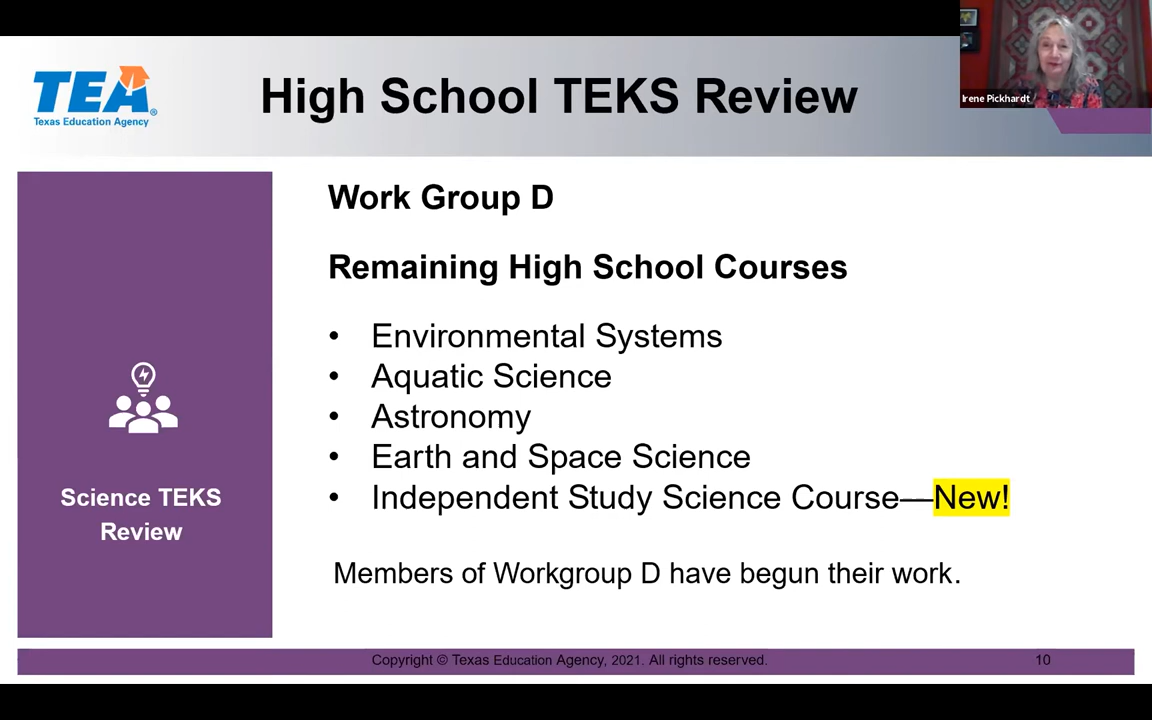 TEA®
Texas Education Agency
High School TEKS Review
Irene Pickhardt
Work Group D
Remaining High School Courses
• Environmental Systems
• Aquatic Science
• Astronomy
• Earth and Space Science
• Independent Study Science Course—New!
Science TEKS
Review
Members of Workgroup D have begun their work.
Copyright © Texas Education Agency, 2021. All rights reserved.
10